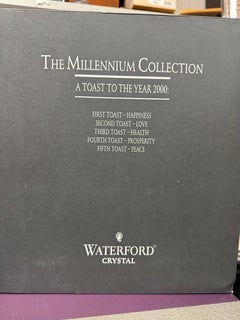 THE MILLENNIUM COLLECTION
A TOAST TO THE YEAR 2000:
FIRST TOAST - HAPPINESS
SECOND TOAST - LOVE
THIRD TOAST - HEALTH
FOURTH TOAST - PROSPERITY
FIFTH TOAST - PEACE
WATERFORD®
CRYSTAL